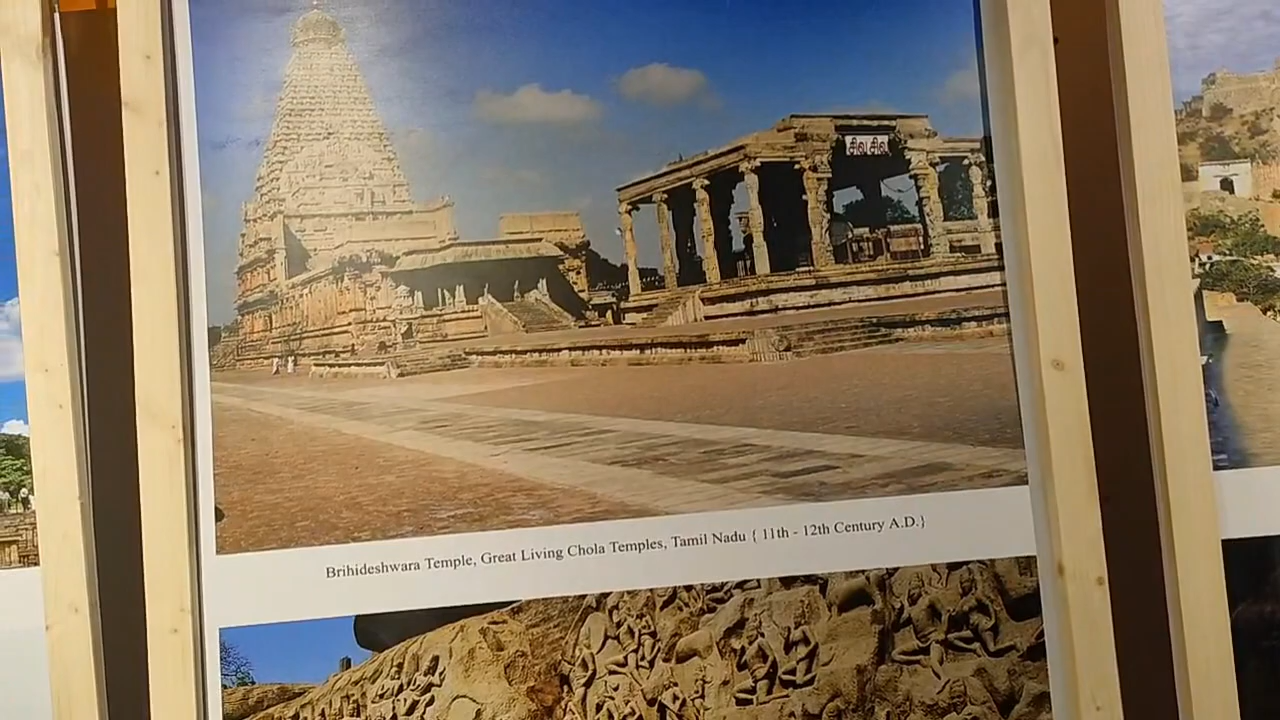 சிவ சிவ
Brihideshwara Temple, Great Living Chola Temples, Tamil Nadu { 11th - 12th Century A.D.}